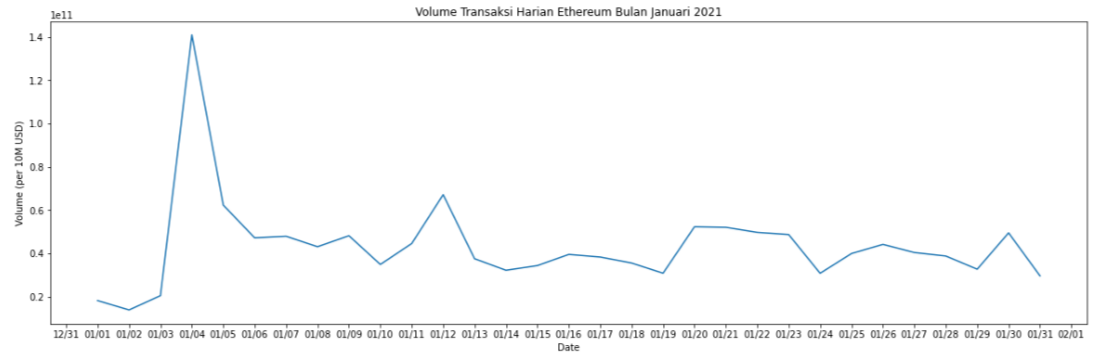 Volume Transaksi Harian Ethereum Bulan Januari 2021
1e11
1.4
1.2
1.0
0.8
0.6
0.4
0.2
Volume (per 10M USD)
12/31 01/01 01/02 01/03 01/04 01/05 01/06 01/07 01/08 01/09 01/10 01/11 01/12 01/13 01/14 01/15 01/16 01/17 01/18 01/19 01/20 01/21 01/22 01/23 01/24 01/25 01/26 01/27 01/28 01/29 01/30 01/31 02/01
Date